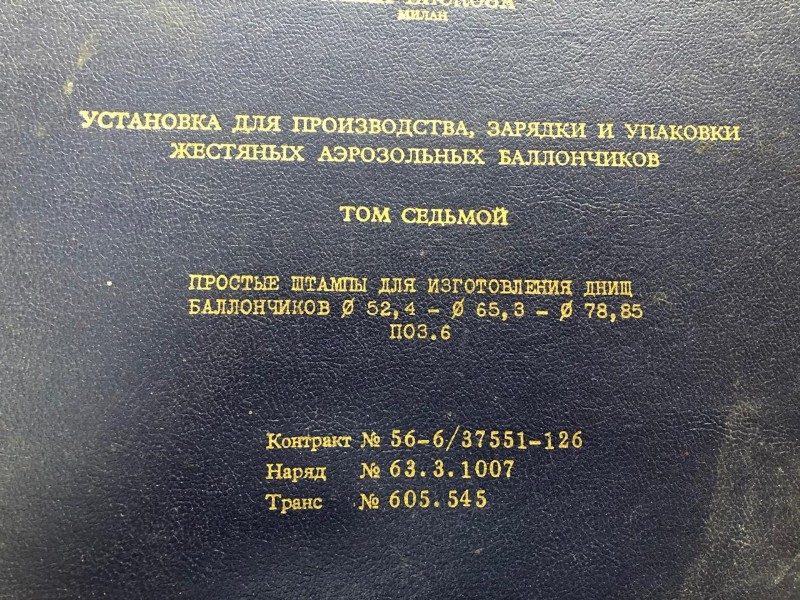 МИЛАН
УСТАНОВКА ДЛЯ ПРОИЗВОДСТВА, ЗАРЯДКИ И УПАКОВКИ
ЖЕСТЯНЫХ АЭРОЗОЛЬНЫХ БАЛЛОНЧИКОВ
ТОМ СЕДЬМОЙ
ПРОСТЫЕ ШТАМПЫ ДЛЯ ИЗГОТОВЛЕНИЯ ДНИЩ
БАЛЛОНЧИКОВ Ø 52,4 - Ø 65,3 - Ø 78,85
ПОЗ.6
Контракт № 56-6/37551-126
Наряд № 63.3.1007
Транс № 605.545